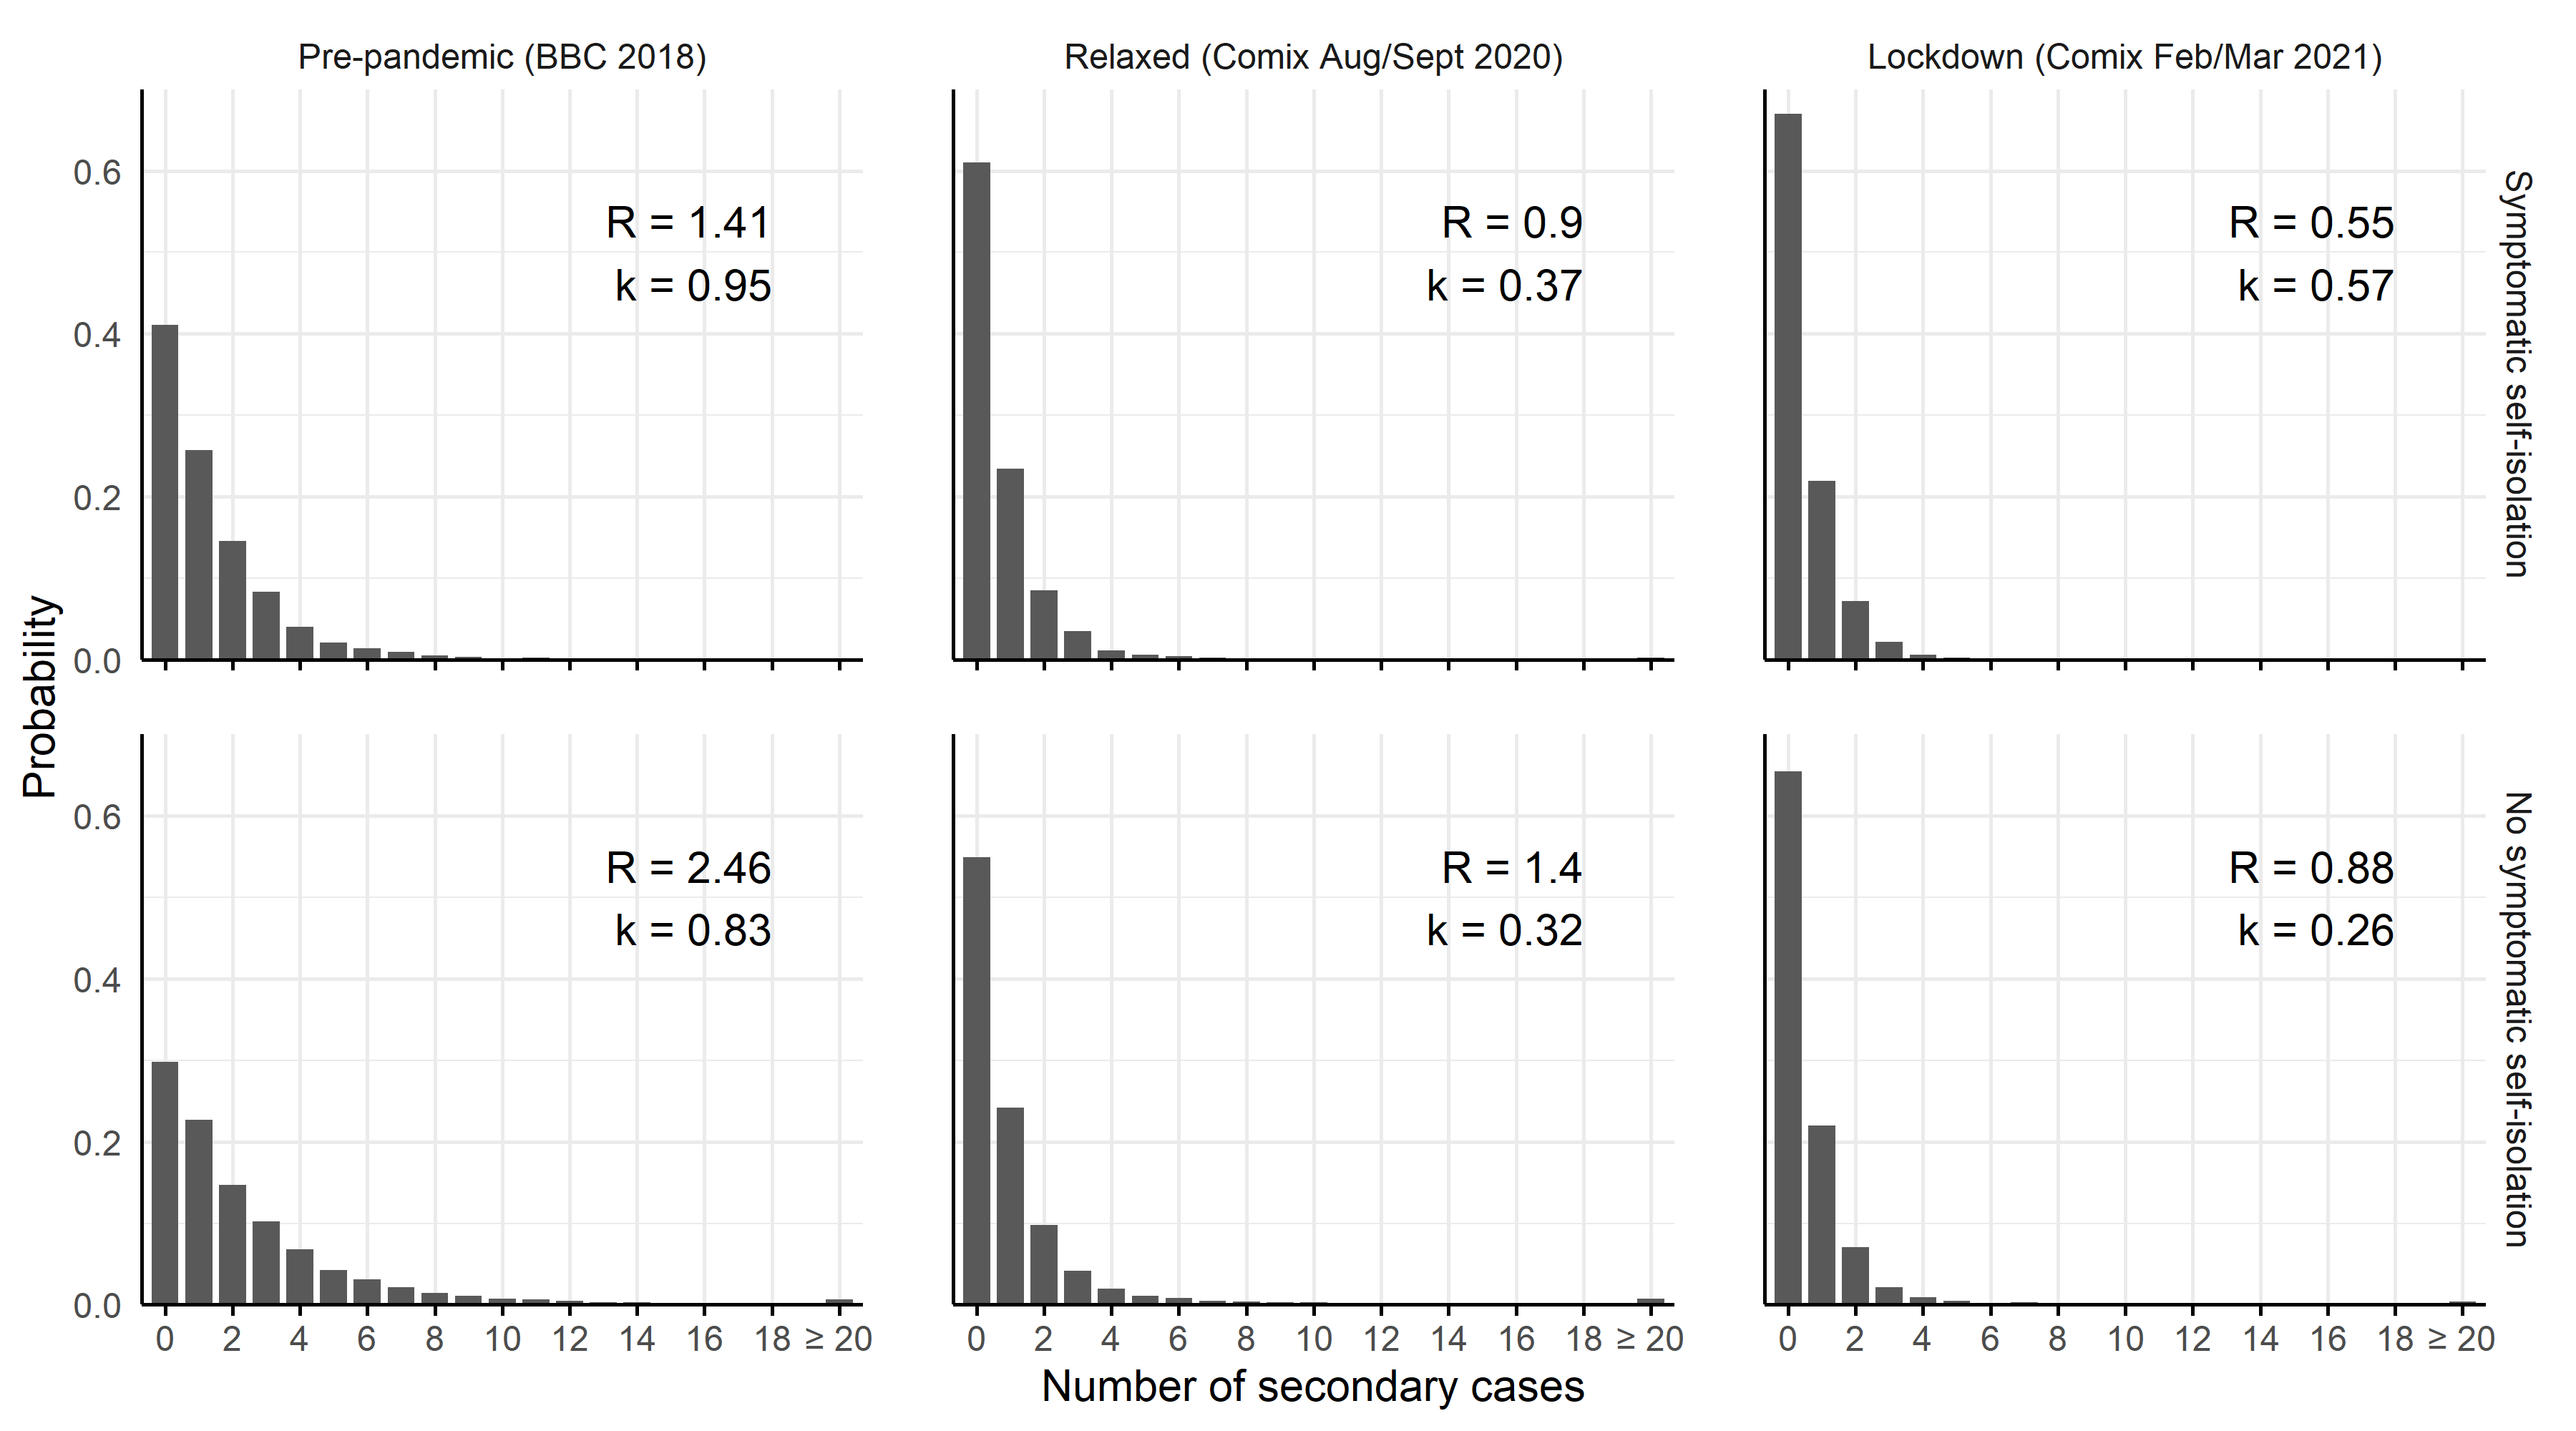 Pre-pandemic (BBC 2018)
Relaxed (Comix Aug/Sept 2020)
Lockdown (Comix Feb/Mar 2021)
Probability
0.6
0.4
0.2
0.0
R = 1.41
k = 0.95
R = 0.9
k = 0.37
R = 0.55
k = 0.57
Symptomatic self-isolation
0.6
0.4
0.2
0.0
R = 2.46
k = 0.83
R = 1.4
k = 0.32
R = 0.88
k = 0.26
No symptomatic self-isolation
0 2 4 6 8 10 12 14 16 18 ≥ 20
0 2 4 6 8 10 12 14 16 18 ≥ 20
0 2 4 6 8 10 12 14 16 18 ≥ 20
Number of secondary cases